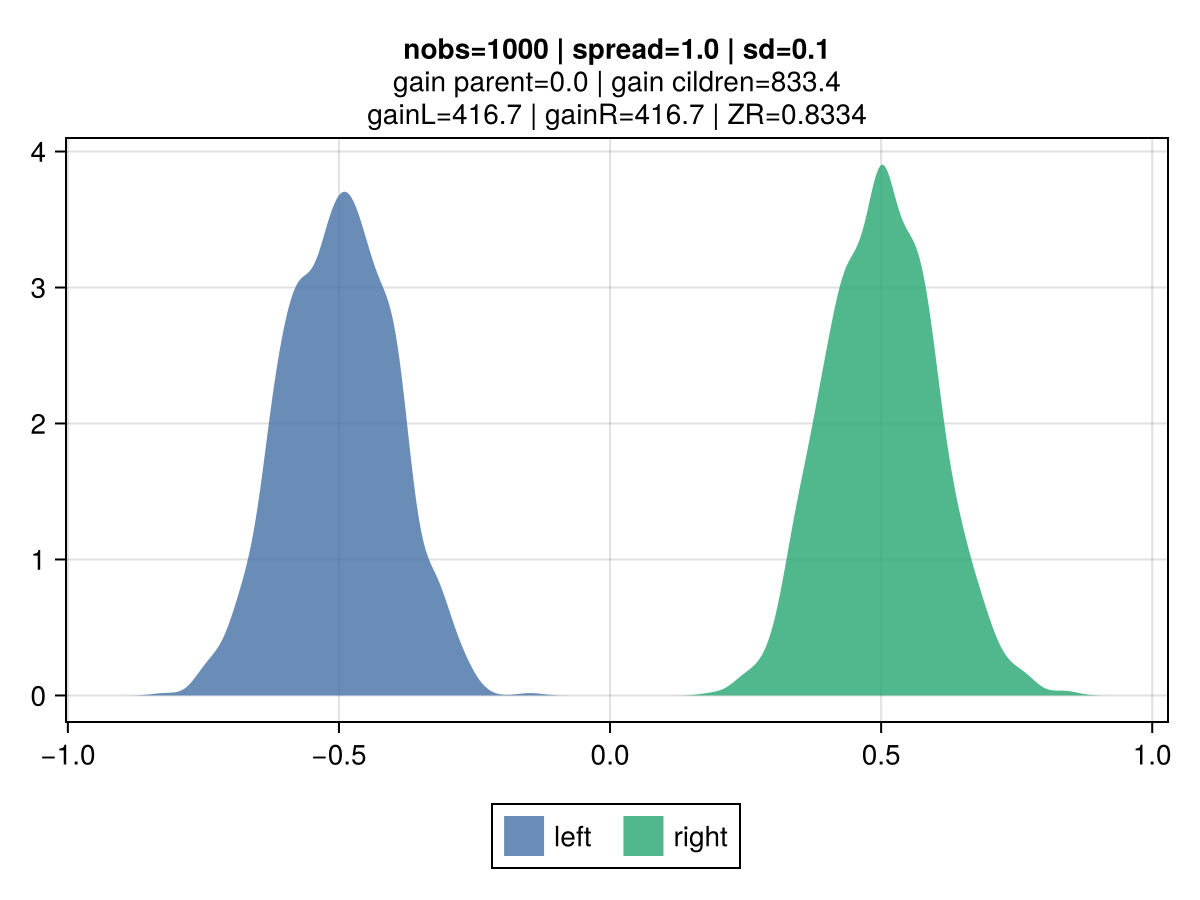 nobs=1000 | spread=1.0 | sd=0.1
gain parent=0.0 | gain cildren=833.4
gainL=416.7 | gainR=416.7 | ZR=0.8334
4
3
2
1
0
−1.0 −0.5 0.0 0.5 1.0
left right